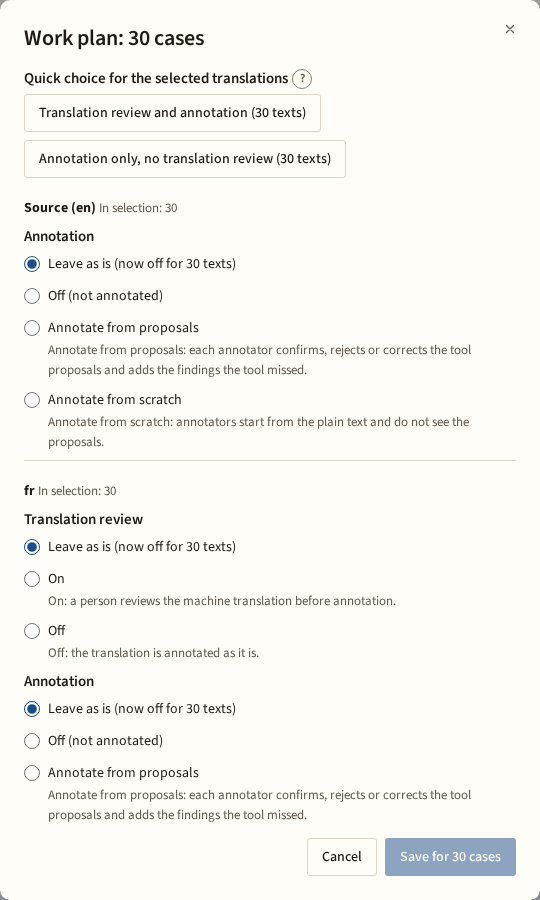 Work plan: 30 cases
×
Quick choice for the selected translations ?
Translation review and annotation (30 texts)
Annotation only, no translation review (30 texts)
Source (en) In selection: 30
Annotation
Leave as is (now off for 30 texts)
Off (not annotated)
Annotate from proposals
Annotate from proposals: each annotator confirms, rejects or corrects the tool
proposals and adds the findings the tool missed.
Annotate from scratch
Annotate from scratch: annotators start from the plain text and do not see the
proposals.
fr In selection: 30
Translation review
Leave as is (now off for 30 texts)
On
On: a person reviews the machine translation before annotation.
Off
Off: the translation is annotated as it is.
Annotation
Leave as is (now off for 30 texts)
Off (not annotated)
Annotate from proposals
Annotate from proposals: each annotator confirms, rejects or corrects the tool
proposals and adds the findings the tool missed.
Cancel
Save for 30 cases